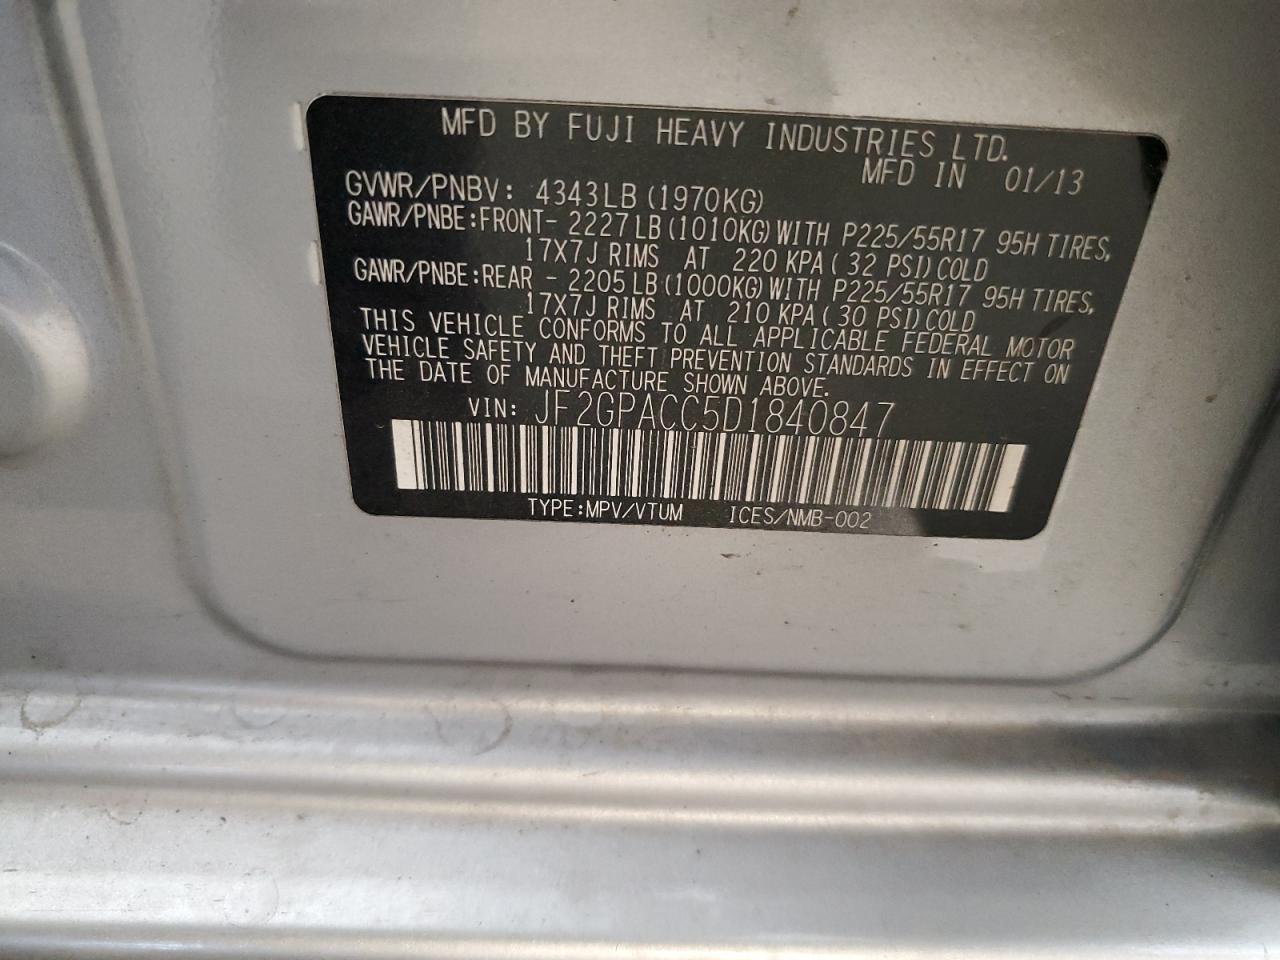 MFD BY FUJI HEAVY INDUSTRIES LTD.
MFD IN 01/13
GVWR/PNBV: 4343LB (1970KG)
GAWR/PNBE:FRONT- 2227LB (1010KG) WITH P225/55R17 95H TIRES,
17X7J RIMS AT 220 KPA( 32 PSI) COLD
GAWR/PNBE:REAR - 2205LB (1000KG) WITH P225/55R17 95H TIRES,
17X7J RIMS AT 210 KPA( 30 PSI) COLD
THIS VEHICLE CONFORMS TO ALL APPLICABLE FEDERAL MOTOR
VEHICLE SAFETY AND THEFT PREVENTION STANDARDS IN EFFECT ON
THE DATE OF MANUFACTURE SHOWN ABOVE.
VIN: JF2GPACC5D1840847
TYPE:MPV/VTUM ICES/NMB-002